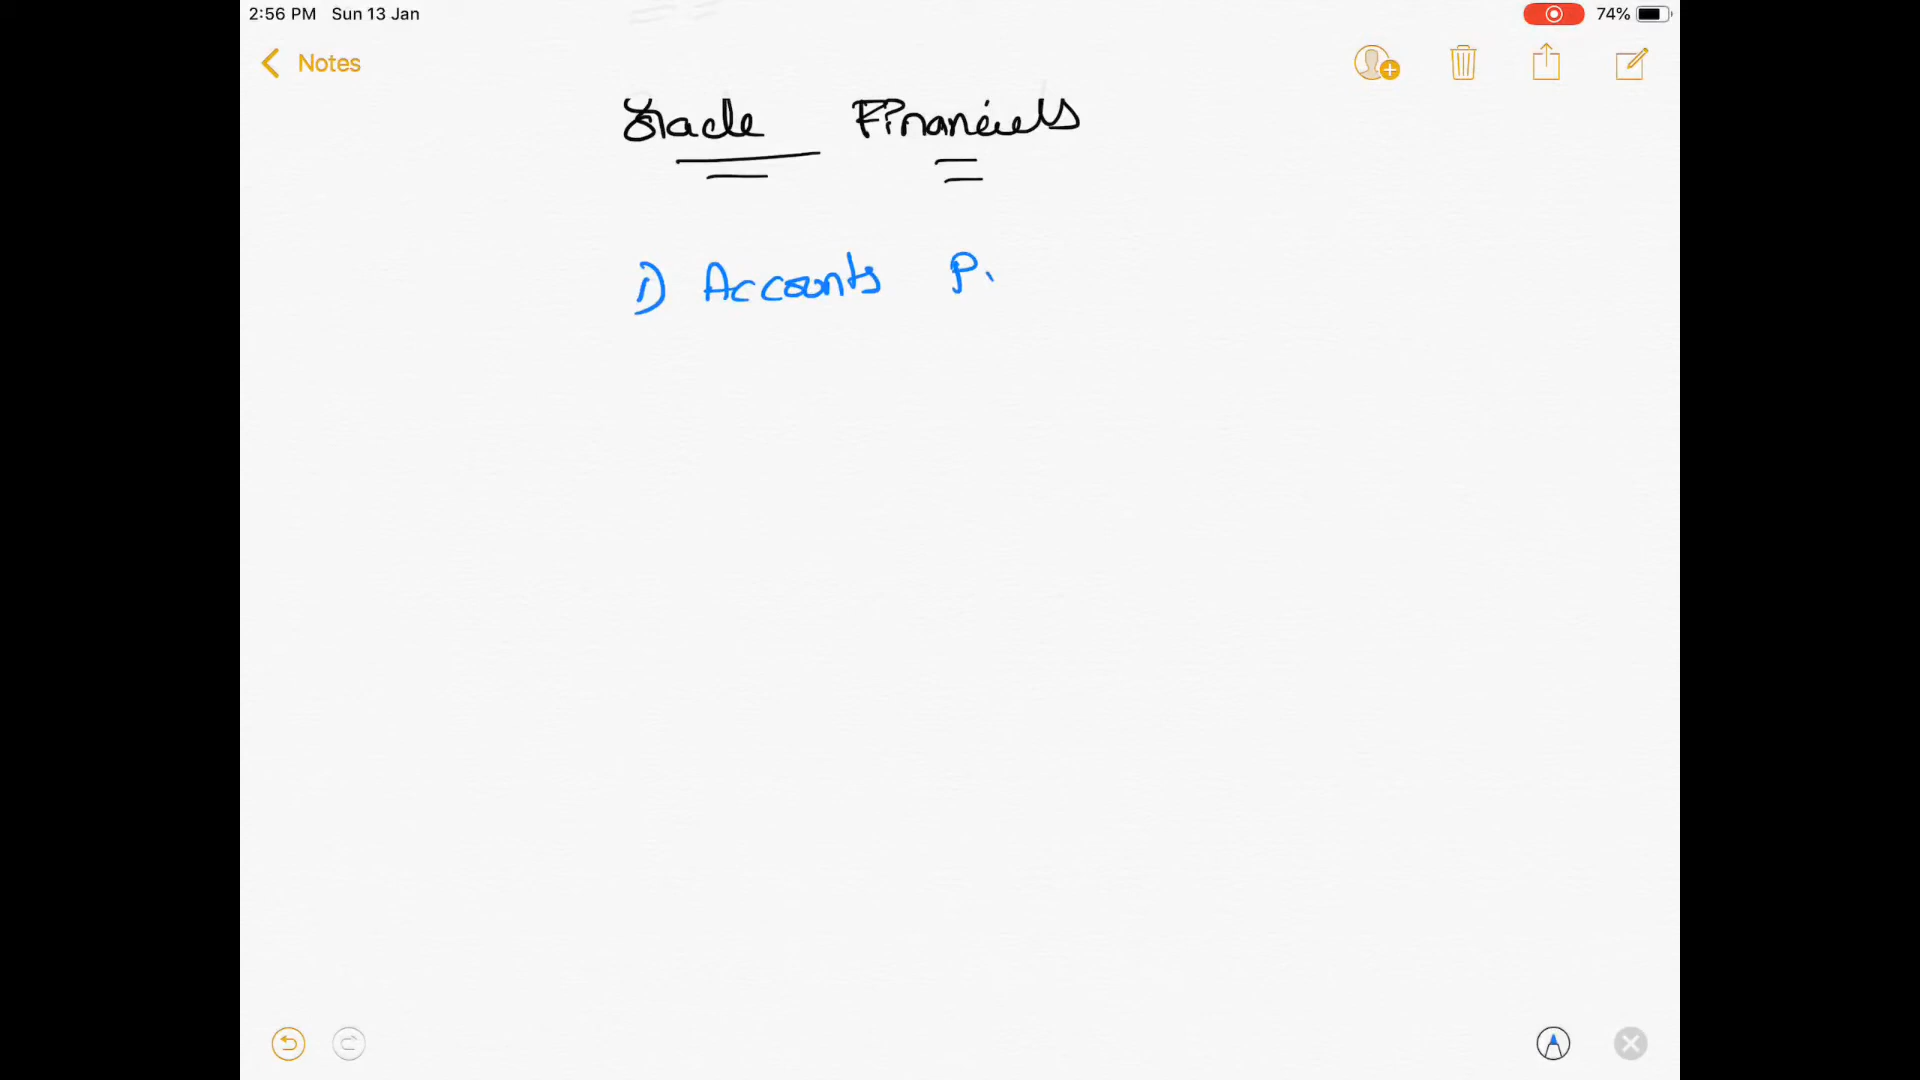 2:56 PM Sun 13 Jan
74%
Notes
Oracle Financials
1) Accounts P